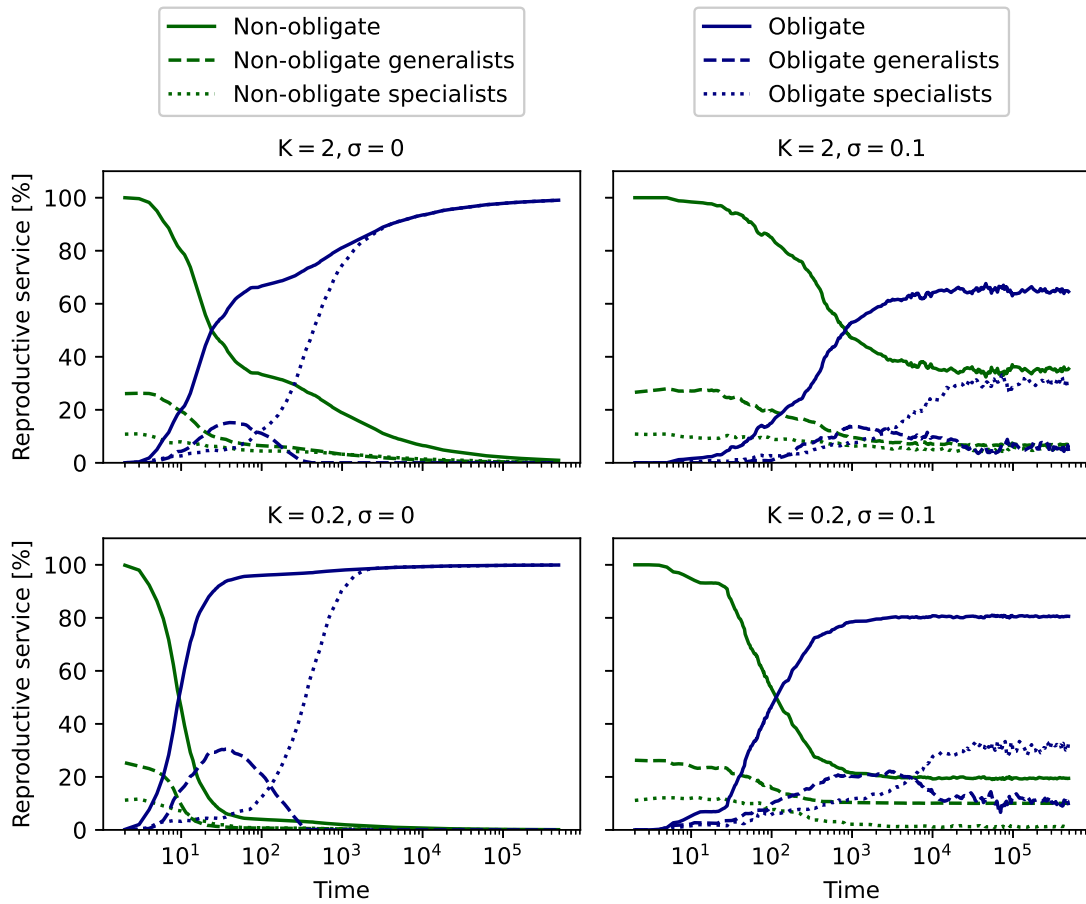 Non-obligate
Non-obligate generalists
Non-obligate specialists
Obligate
Obligate generalists
Obligate specialists
K = 2, σ = 0
K = 2, σ = 0.1
Reproductive service [%]
100
80
60
40
20
0
K = 0.2, σ = 0
K = 0.2, σ = 0.1
Reproductive service [%]
100
80
60
40
20
0
10¹ 10² 10³ 10⁴ 10⁵
10¹ 10² 10³ 10⁴ 10⁵
Time
Time